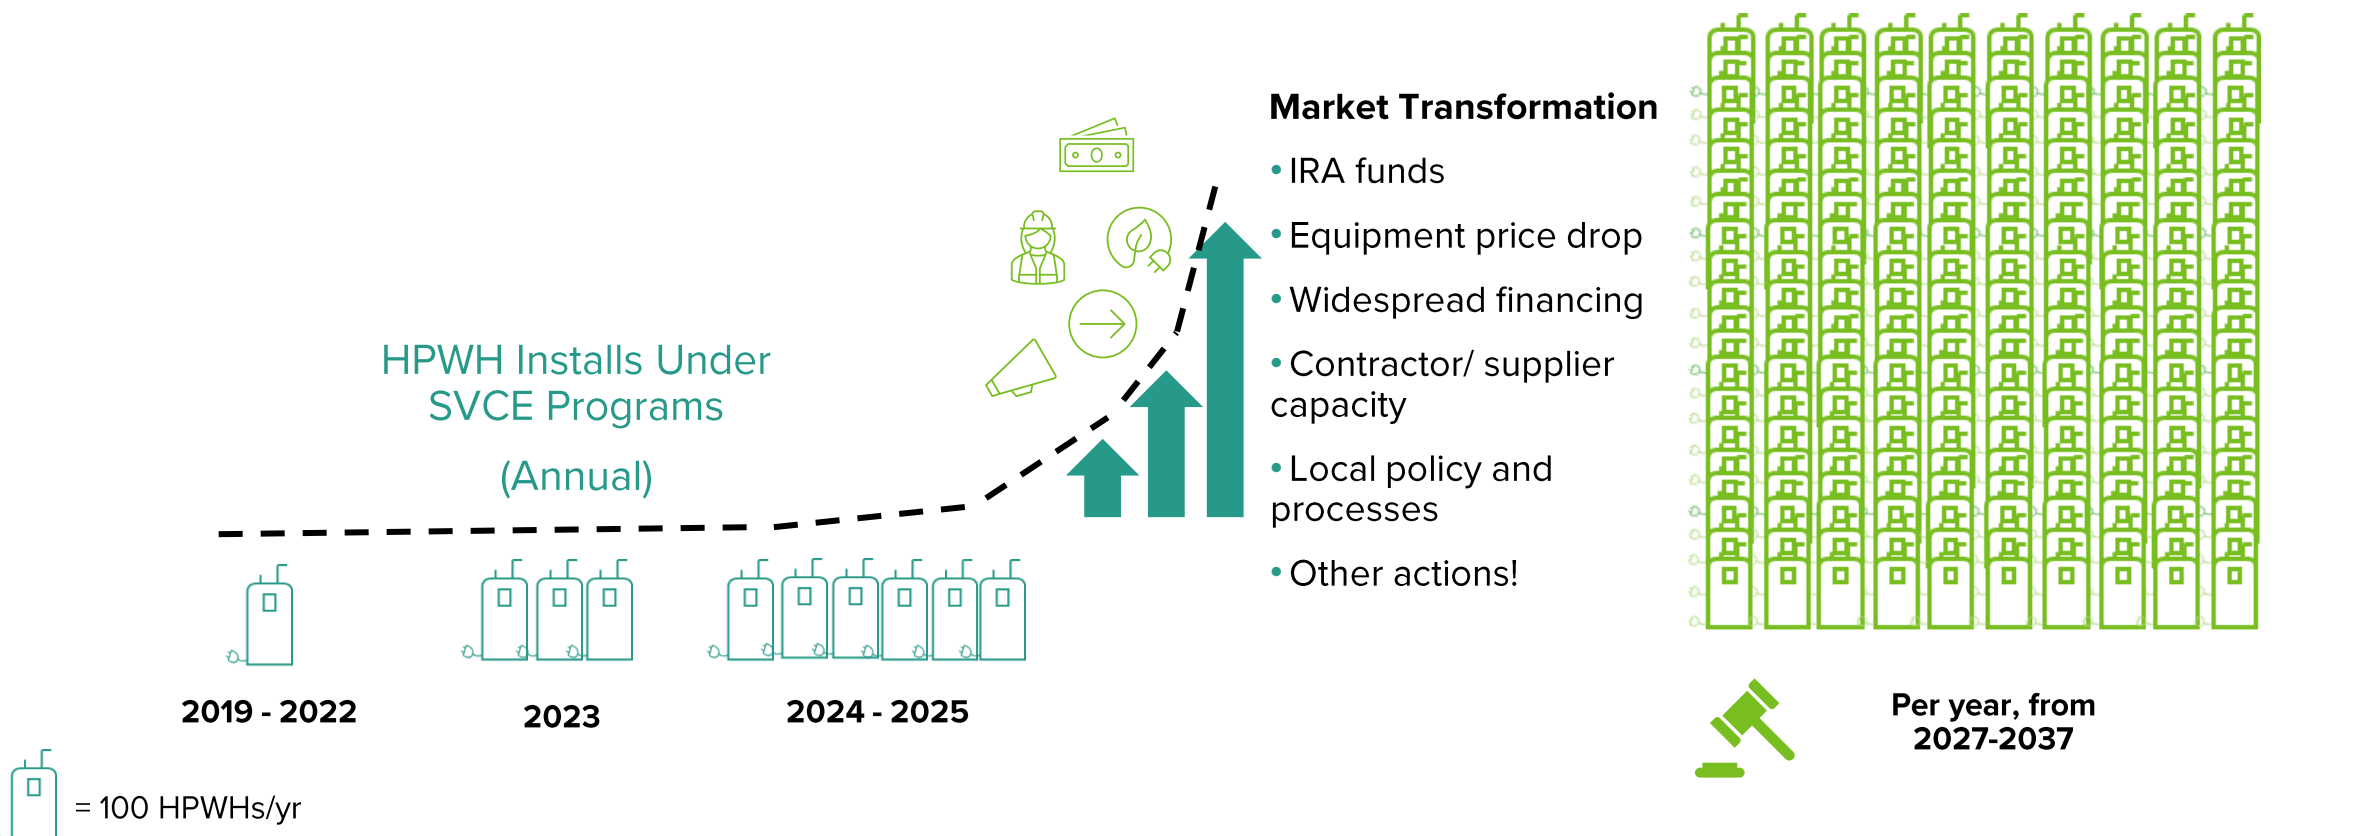 HPWH Installs Under
SVCE Programs
(Annual)
2019 - 2022
2023
2024 - 2025
= 100 HPWHs/yr
Market Transformation
• IRA funds
• Equipment price drop
• Widespread financing
• Contractor/ supplier
capacity
• Local policy and
processes
• Other actions!
Per year, from
2027-2037